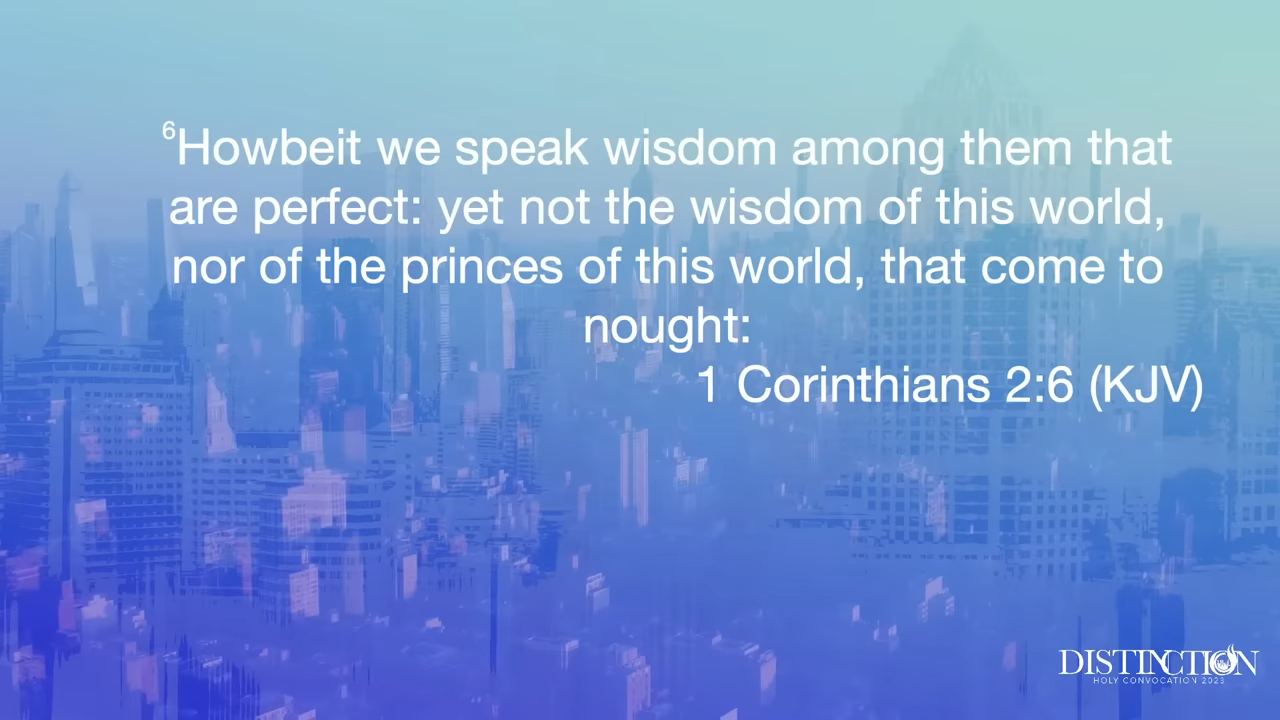 6Howbeit we speak wisdom among them that
are perfect: yet not the wisdom of this world,
nor of the princes of this world, that come to
nought:
1 Corinthians 2:6 (KJV)
DISTINCTION
HOLY CONVOCATION 2023